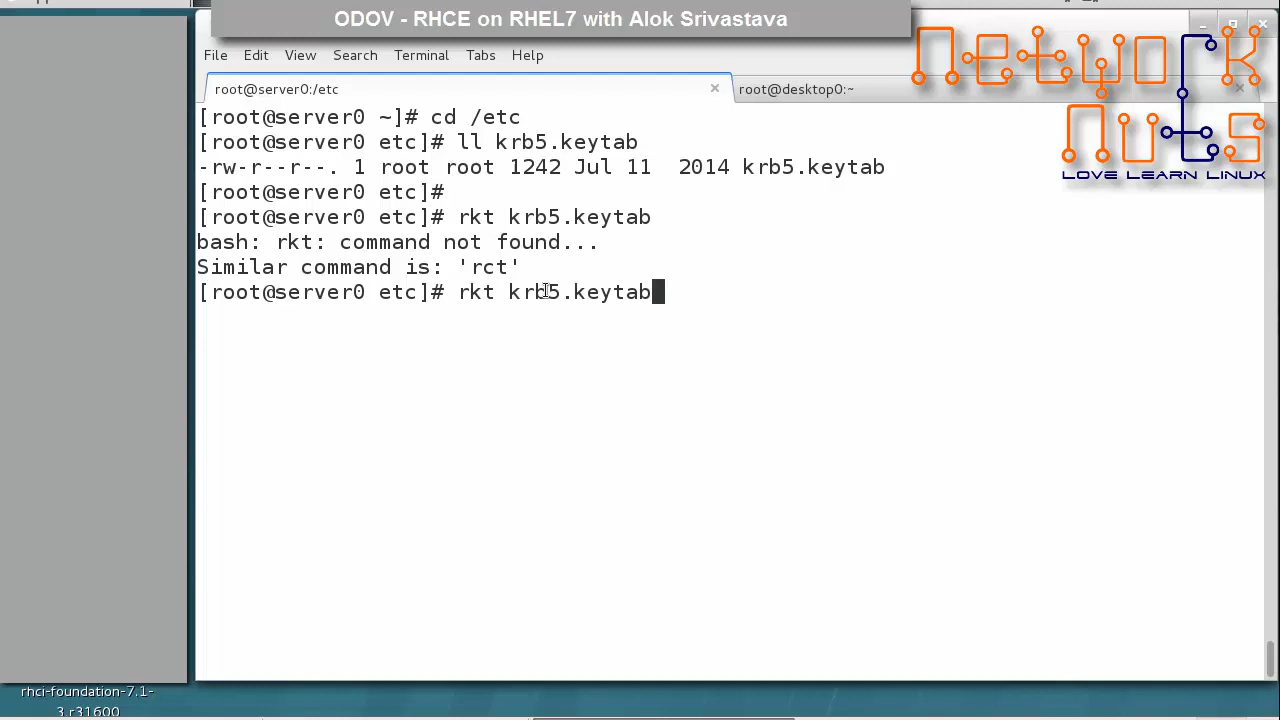 ODOV - RHCE on RHEL7 with Alok Srivastava
File Edit View Search Terminal Tabs Help
root@server0:/etc × root@desktop0:~ ×
[root@server0 ~]# cd /etc
[root@server0 etc]# ll krb5.keytab
-rw-r--r--. 1 root root 1242 Jul 11  2014 krb5.keytab
[root@server0 etc]#
[root@server0 etc]# rkt krb5.keytab
bash: rkt: command not found...
Similar command is: 'rct'
[root@server0 etc]# rkt krb5.keytab
network
nuts
LOVE LEARN LINUX
rhci-foundation-7.1-
3.r31600